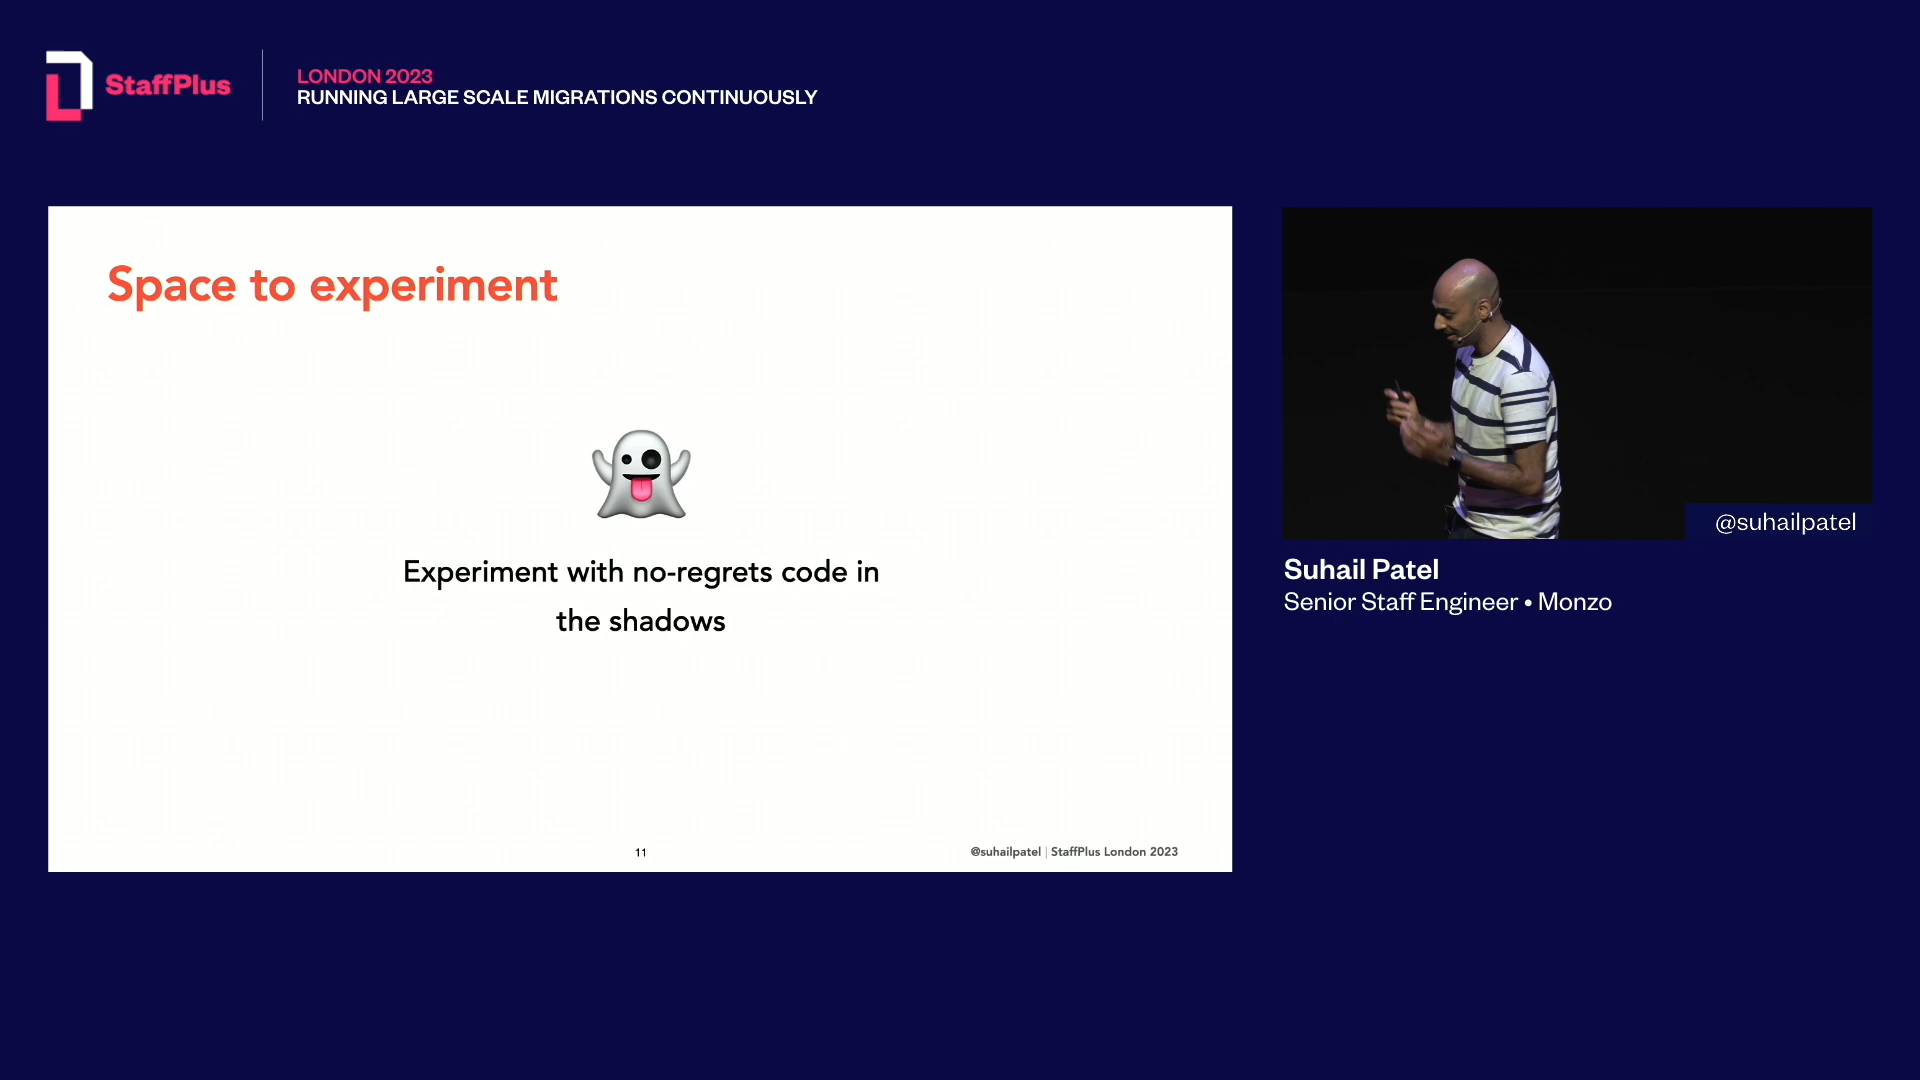 StaffPlus
LONDON 2023
RUNNING LARGE SCALE MIGRATIONS CONTINUOUSLY
Space to experiment
Experiment with no-regrets code in
the shadows
11
@suhailpatel | StaffPlus London 2023
@suhailpatel
Suhail Patel
Senior Staff Engineer • Monzo